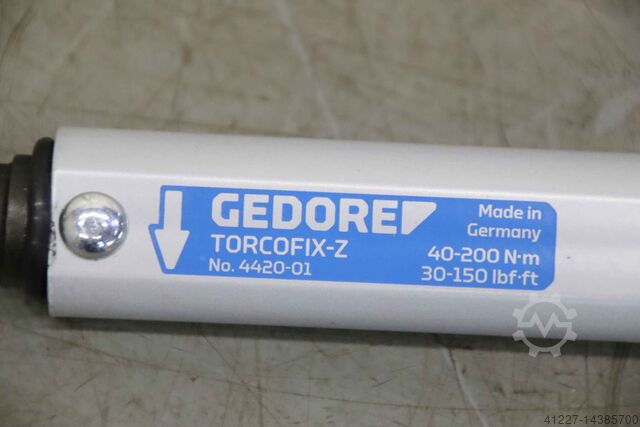 GEDORE
TORCOFIX-Z
No. 4420-01
Made in
Germany
40-200 N·m
30-150 lbf·ft
41227-14385700